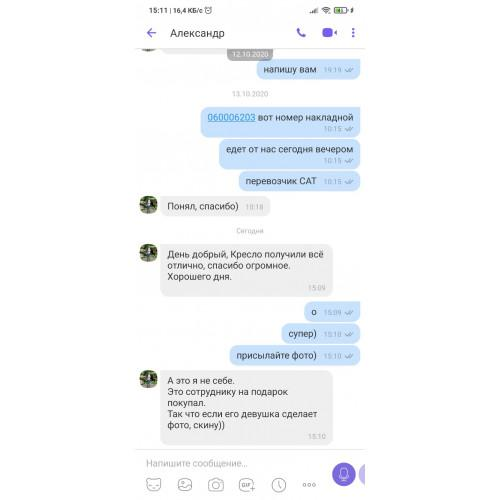 15:11 | 16,4 КБ/с
Александр
12.10.2020
напишу вам 19:19
13.10.2020
060006203 вот номер накладной
10:15
едет от нас сегодня вечером
10:15
перевозчик САТ 10:15
Понял, спасибо) 10:18
Сегодня
День добрый, Кресло получили всё
отлично, спасибо огромное.
Хорошего дня.
15:09
о 15:09
супер) 15:10
присылайте фото) 15:10
А это я не себе.
Это сотруднику на подарок
покупал.
Так что если его девушка сделает
фото, скину))
15:10
Напишите сообщение…
GIF